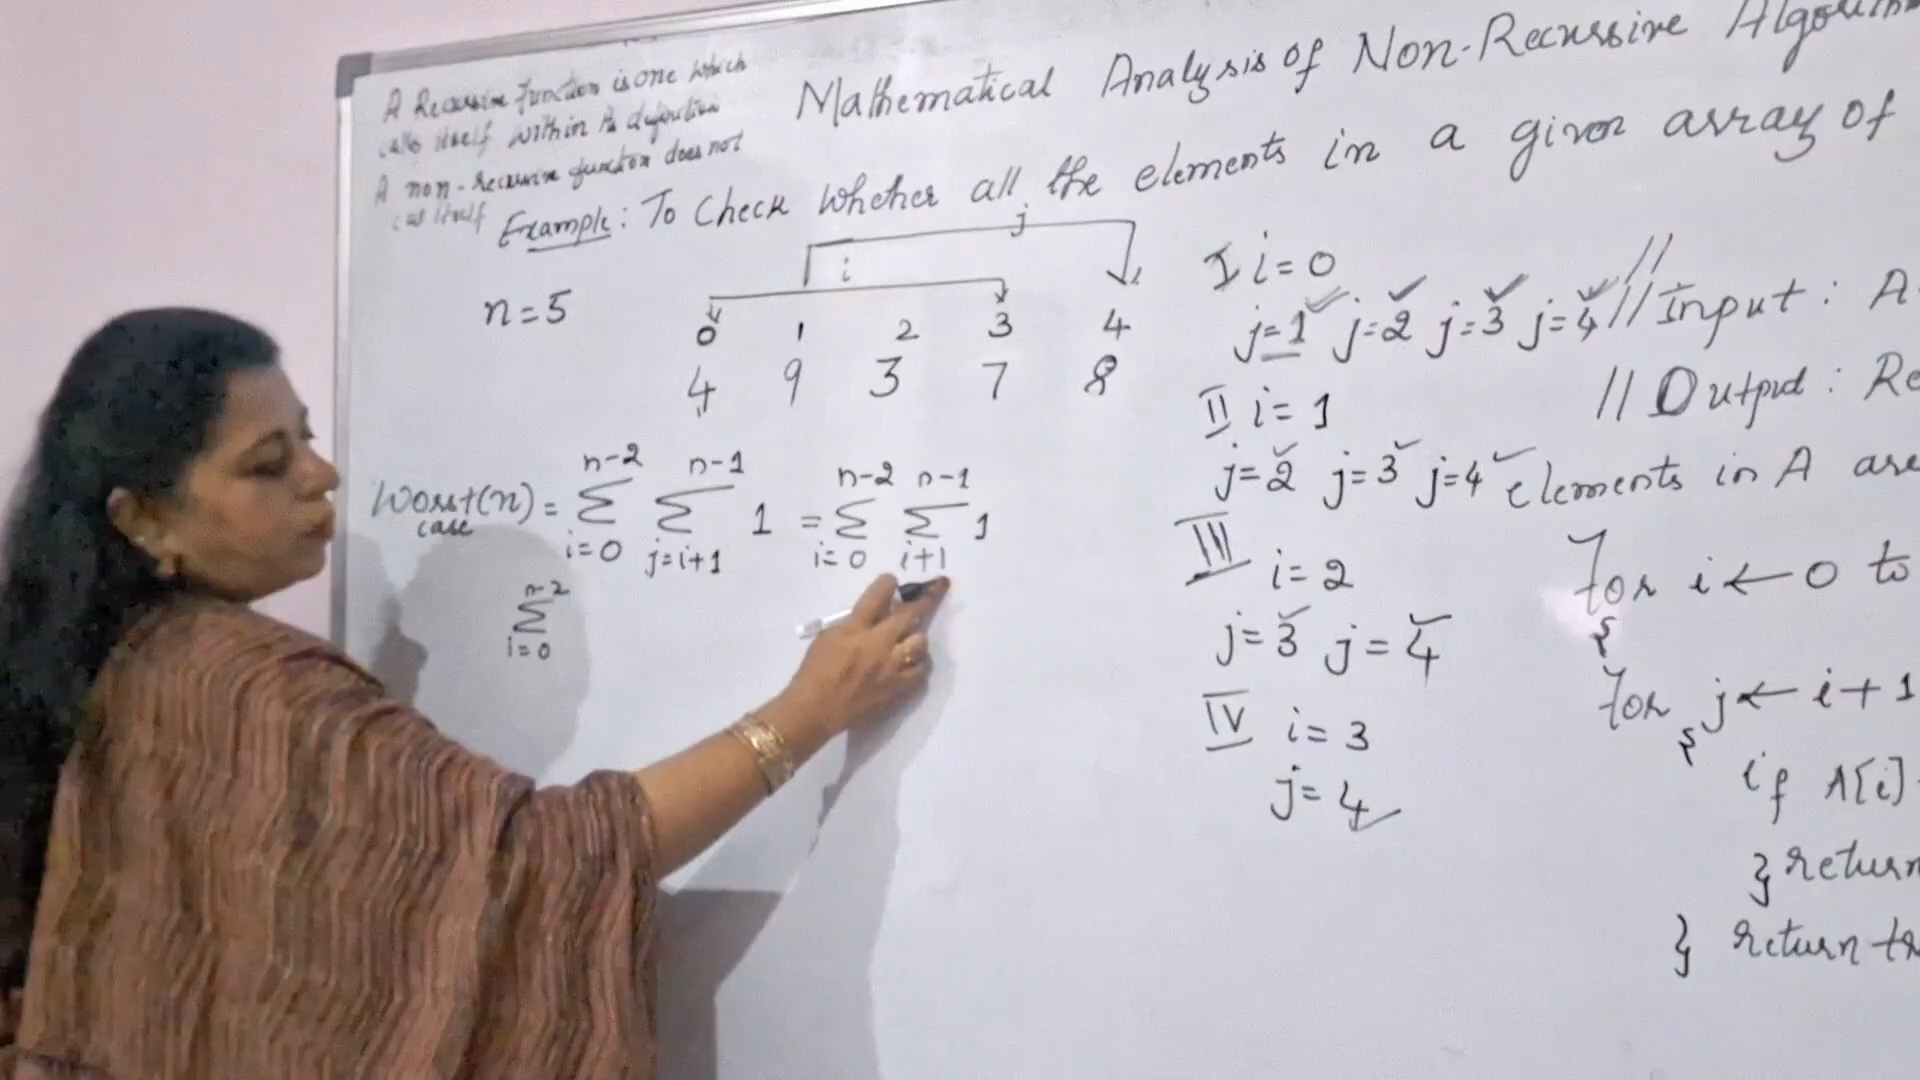 A Recursive function is one which
calls itself within its definition
A non-recursive function does not
call itself
Mathematical Analysis of Non-Recursive Algorithm
Example: To Check Whether all the elements in a given array of
n=5
i
j
0 1 2 3 4
4 9 3 7 8
Worst(n) = n-2 Σ i=0 n-1 Σ j=i+1 1 = n-2 Σ i=0 n-1 Σ i+1 1
case
n-2 Σ i=0
I i=0
j=1 j=2 j=3 j=4
II i=1
j=2 j=3 j=4
III i=2
j=3 j=4
IV i=3
j=4
//
//Input: A
//Output: Re
elements in A are
For i←0 to
{
for j←i+1
{
if A[i]
} return
} return tr